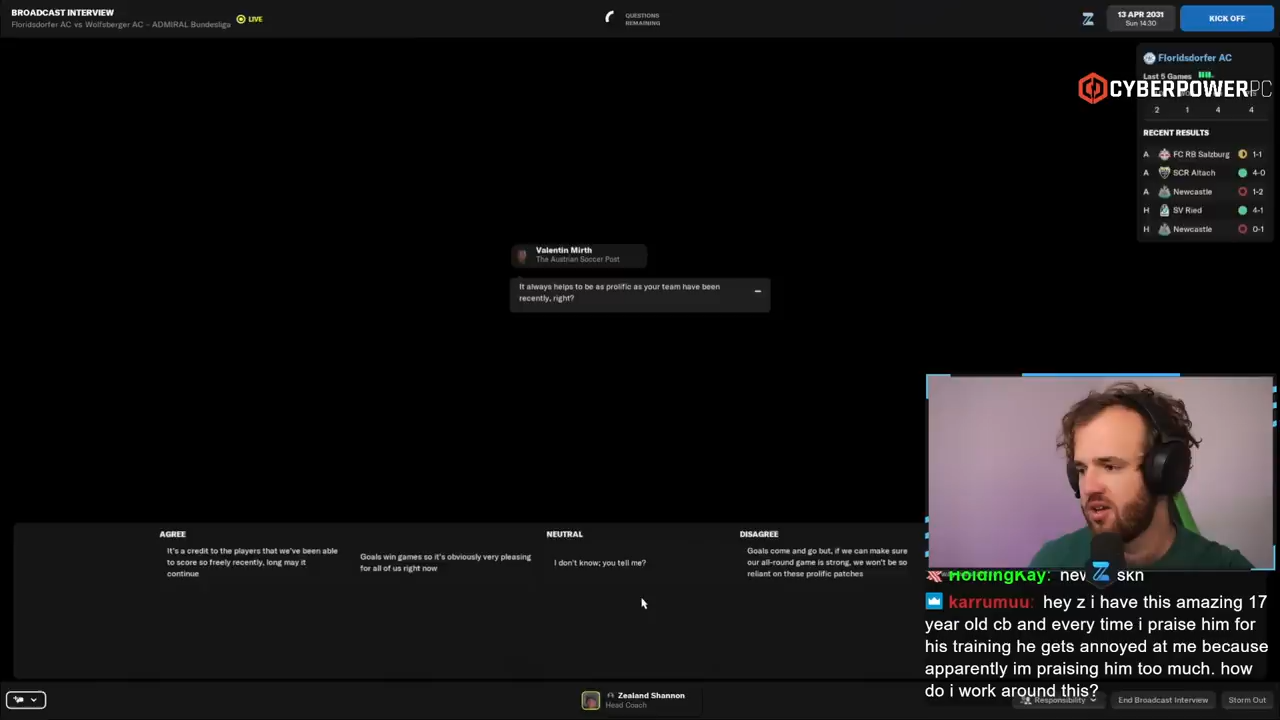 BROADCAST INTERVIEW
Floridsdorfer AC vs Wolfsberger AC - ADMIRAL Bundesliga
LIVE
QUESTIONS
REMAINING
13 APR 2031
Sun 14:30
KICK OFF
Floridsdorfer AC
Last 5 Games
CYBERPOWERPC
2 1 4 4
RECENT RESULTS
A FC RB Salzburg 1-1
A SCR Altach 4-0
A Newcastle 1-2
H SV Ried 4-1
H Newcastle 0-1
Valentin Mirth
The Austrian Soccer Post
It always helps to be as prolific as your team have been
recently, right?
AGREE
It's a credit to the players that we've been able
to score so freely recently, long may it
continue
Goals win games so it's obviously very pleasing
for all of us right now
NEUTRAL
I don't know; you tell me?
DISAGREE
Goals come and go but, if we can make sure
our all-round game is strong, we won't be so
reliant on these prolific patches
HoldingKay: new skn
karrumuu: hey z i have this amazing 17
year old cb and every time i praise him for
his training he gets annoyed at me because
apparently im praising him too much. how
do i work around this?
Zealand Shannon
Head Coach
Responsibility
End Broadcast Interview
Storm Out